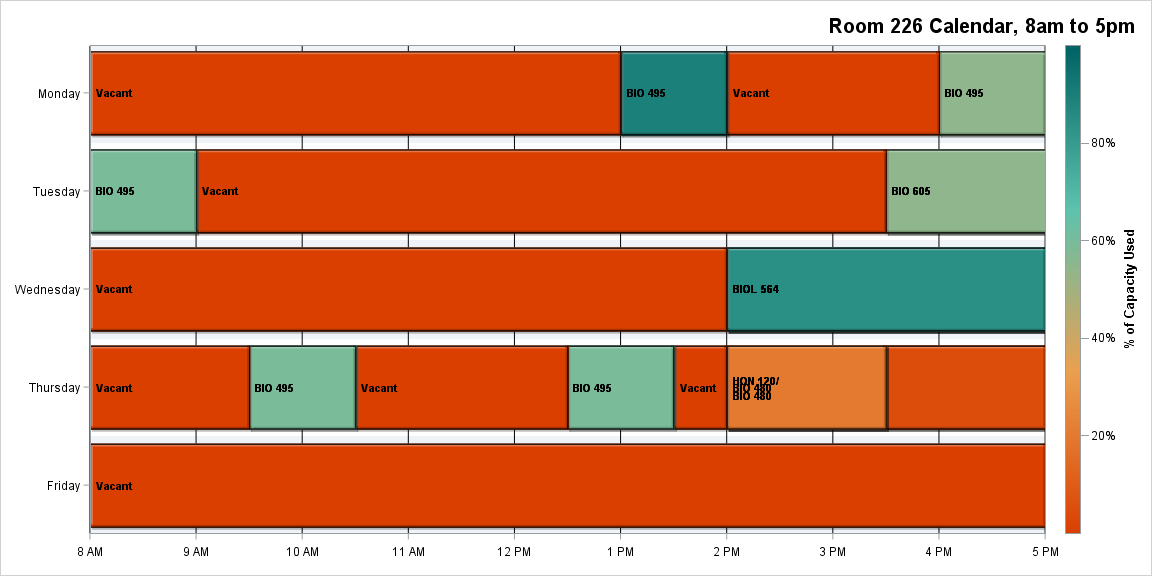 Room 226 Calendar, 8am to 5pm
Monday
Vacant
BIO 495
Vacant
BIO 495
Tuesday
BIO 495
Vacant
BIO 605
Wednesday
Vacant
BIOL 564
Thursday
Vacant
BIO 495
Vacant
BIO 495
Vacant
HON 120/
BIO 480
BIO 480
Friday
Vacant
8 AM
9 AM
10 AM
11 AM
12 PM
1 PM
2 PM
3 PM
4 PM
5 PM
80%
60%
40%
20%
% of Capacity Used